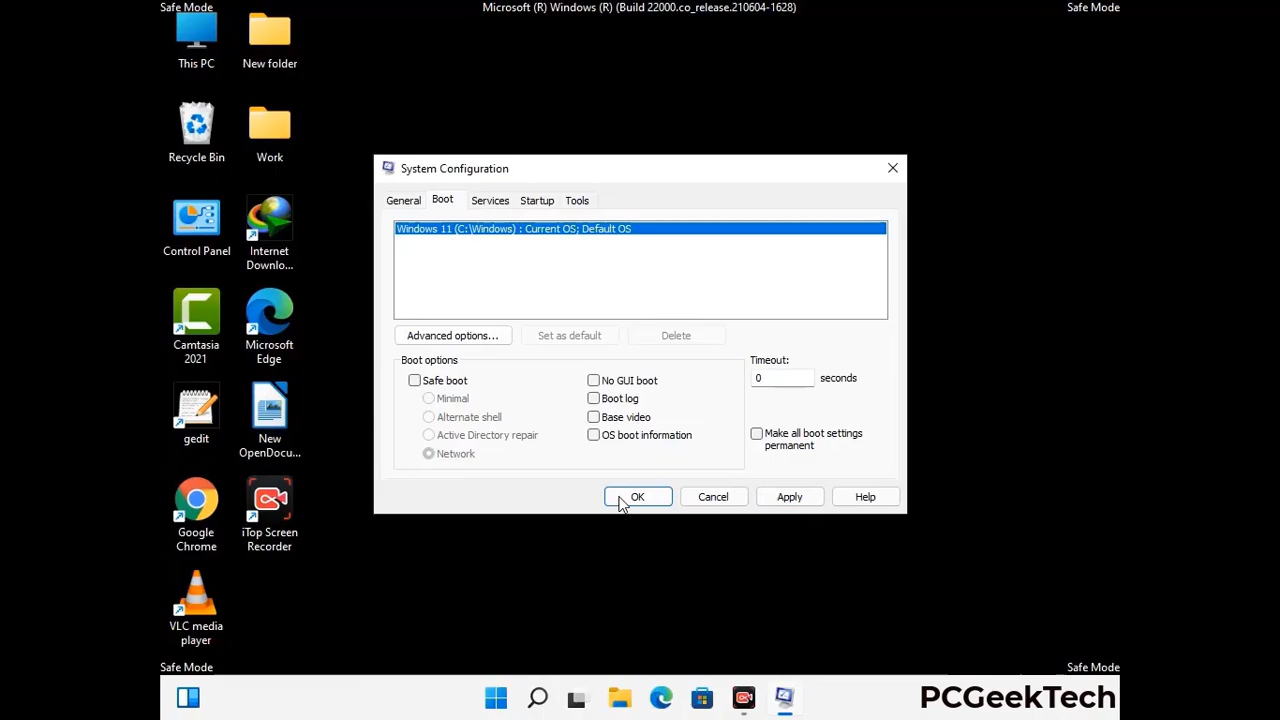 Safe Mode
Microsoft (R) Windows (R) (Build 22000.co_release.210604-1628)
Safe Mode
This PC
New folder
Recycle Bin
Work
Control Panel
Internet
Downlo...
Camtasia
2021
Microsoft
Edge
gedit
New
OpenDocu...
Google
Chrome
iTop Screen
Recorder
VLC media
player
System Configuration
General
Boot
Services
Startup
Tools
Windows 11 (C:\Windows) : Current OS; Default OS
Advanced options...
Set as default
Delete
Boot options
Safe boot
Minimal
Alternate shell
Active Directory repair
Network
No GUI boot
Boot log
Base video
OS boot information
Timeout:
0 seconds
Make all boot settings
permanent
OK
Cancel
Apply
Help
Safe Mode
Safe Mode
PCGeekTech